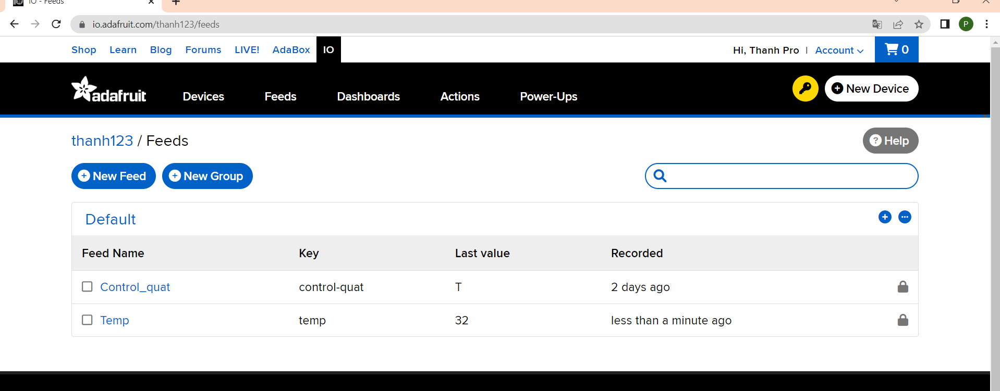 IO - Feeds
io.adafruit.com/thanh123/feeds
P
Shop Learn Blog Forums LIVE! AdaBox IO
Hi, Thanh Pro | Account
0
adafruit Devices Feeds Dashboards Actions Power-Ups
New Device
thanh123 / Feeds
? Help
New Feed New Group
Default
Feed Name Key Last value Recorded
Control_quat control-quat T 2 days ago
Temp temp 32 less than a minute ago